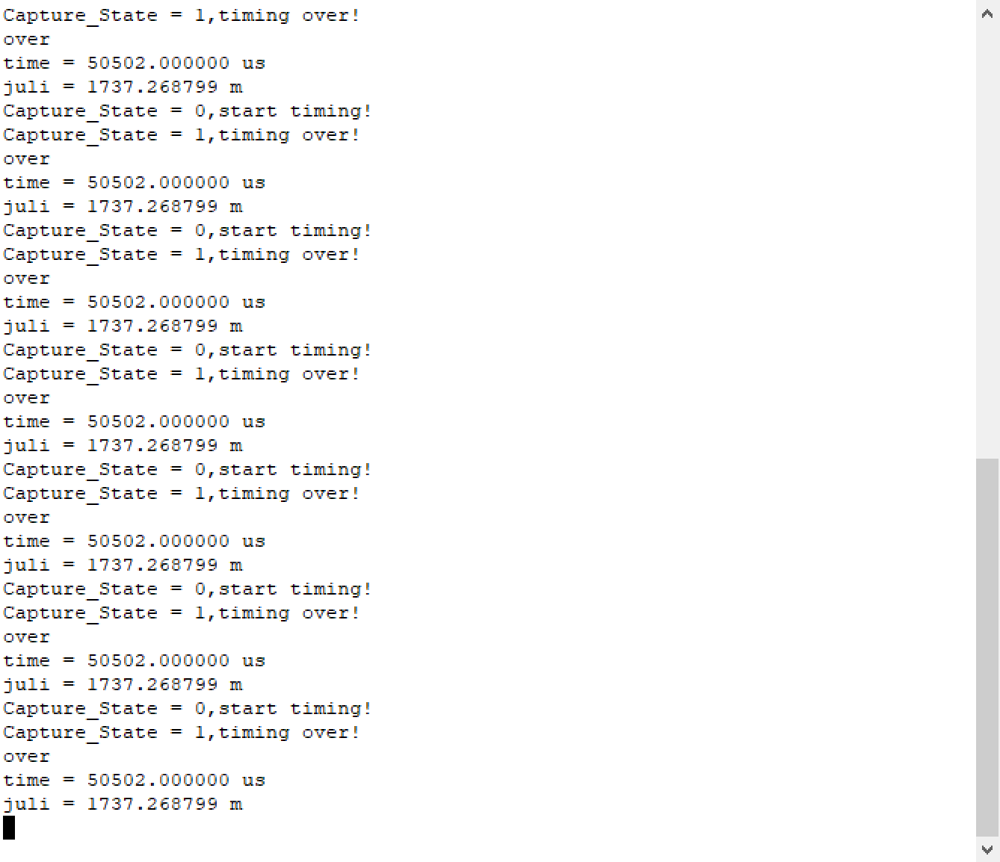 Capture_State = 1,timing over!
over
time = 50502.000000 us
juli = 1737.268799 m
Capture_State = 0,start timing!
Capture_State = 1,timing over!
over
time = 50502.000000 us
juli = 1737.268799 m
Capture_State = 0,start timing!
Capture_State = 1,timing over!
over
time = 50502.000000 us
juli = 1737.268799 m
Capture_State = 0,start timing!
Capture_State = 1,timing over!
over
time = 50502.000000 us
juli = 1737.268799 m
Capture_State = 0,start timing!
Capture_State = 1,timing over!
over
time = 50502.000000 us
juli = 1737.268799 m
Capture_State = 0,start timing!
Capture_State = 1,timing over!
over
time = 50502.000000 us
juli = 1737.268799 m
Capture_State = 0,start timing!
Capture_State = 1,timing over!
over
time = 50502.000000 us
juli = 1737.268799 m